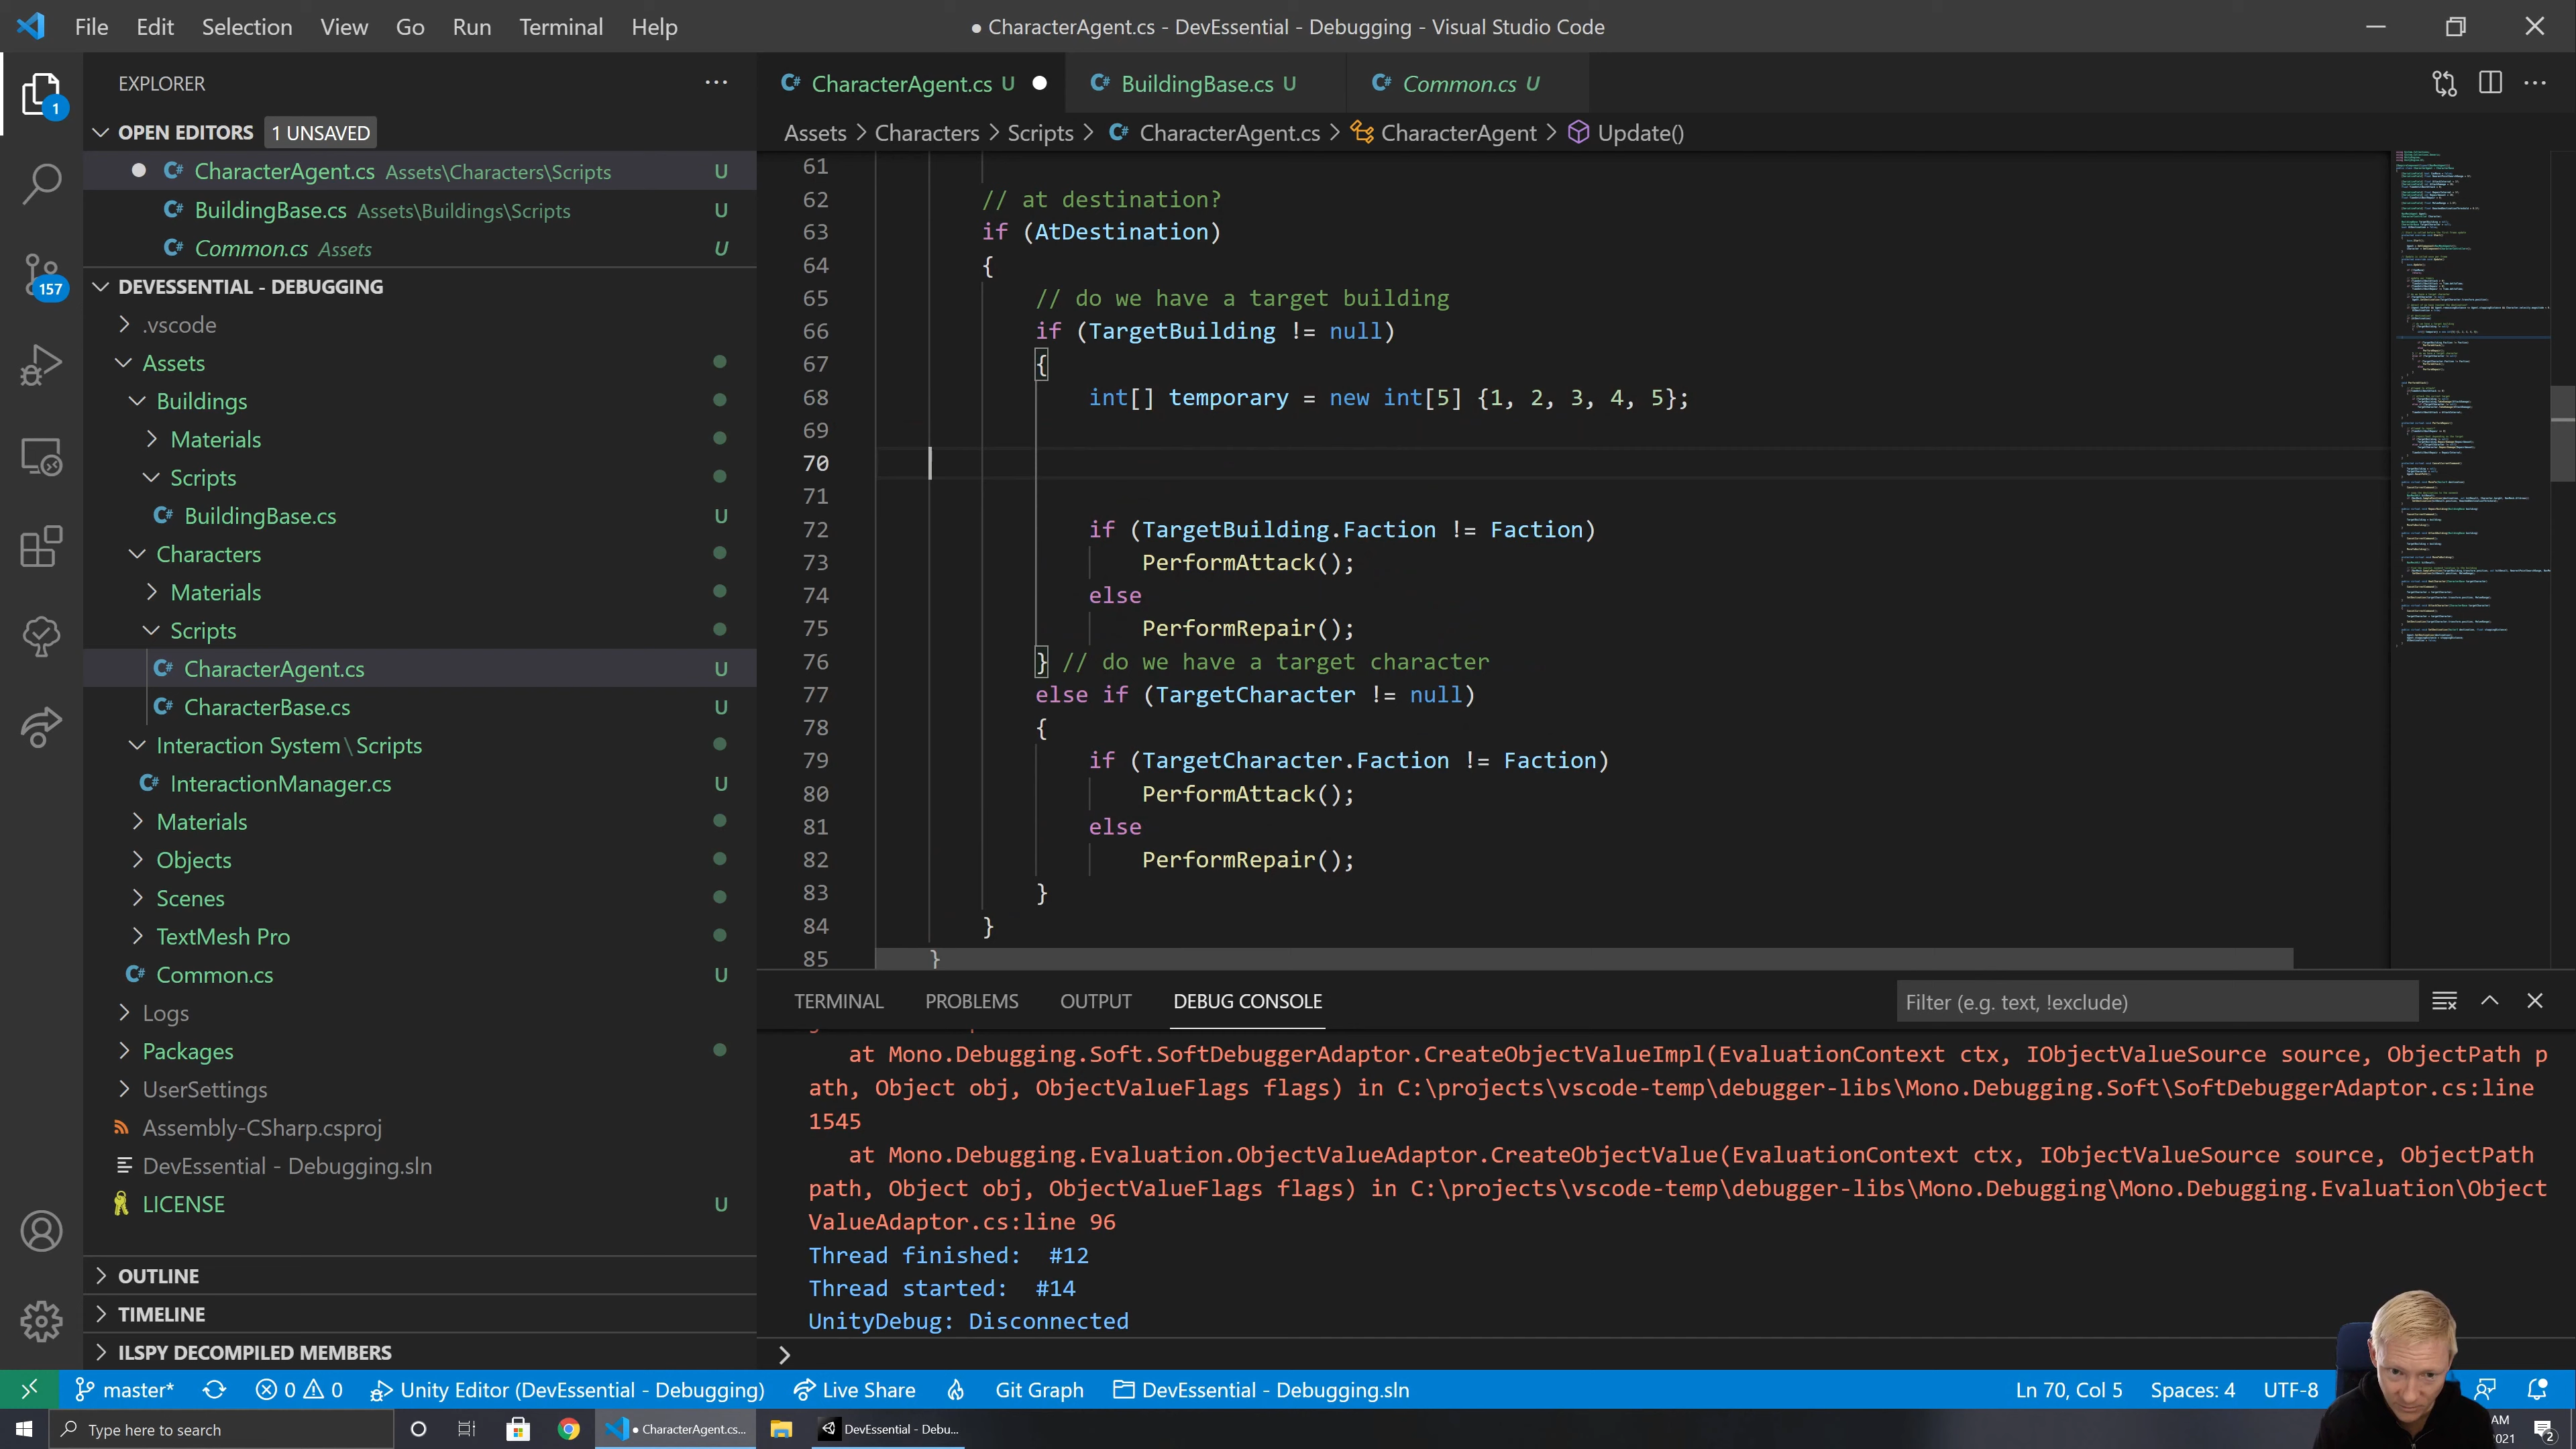 File Edit Selection View Go Run Terminal Help
● CharacterAgent.cs - DevEssential - Debugging - Visual Studio Code
EXPLORER
1
OPEN EDITORS 1 UNSAVED
CharacterAgent.cs Assets\Characters\Scripts U
BuildingBase.cs Assets\Buildings\Scripts U
Common.cs Assets U
157
DEVESSENTIAL - DEBUGGING
.vscode
Assets
Buildings
Materials
Scripts
BuildingBase.cs U
Characters
Materials
Scripts
CharacterAgent.cs U
CharacterBase.cs U
Interaction System\Scripts
InteractionManager.cs U
Materials
Objects
Scenes
TextMesh Pro
Common.cs U
Logs
Packages
UserSettings
Assembly-CSharp.csproj
DevEssential - Debugging.sln
LICENSE U
OUTLINE
TIMELINE
ILSPY DECOMPILED MEMBERS
CharacterAgent.cs U BuildingBase.cs U Common.cs U
Assets > Characters > Scripts > CharacterAgent.cs > CharacterAgent > Update()
61
62 // at destination?
63 if (AtDestination)
64 {
65 // do we have a target building
66 if (TargetBuilding != null)
67 {
68 int[] temporary = new int[5] {1, 2, 3, 4, 5};
69
70
71
72 if (TargetBuilding.Faction != Faction)
73 PerformAttack();
74 else
75 PerformRepair();
76 } // do we have a target character
77 else if (TargetCharacter != null)
78 {
79 if (TargetCharacter.Faction != Faction)
80 PerformAttack();
81 else
82 PerformRepair();
83 }
84 }
85 }
TERMINAL PROBLEMS OUTPUT DEBUG CONSOLE
Filter (e.g. text, !exclude)
at Mono.Debugging.Soft.SoftDebuggerAdaptor.CreateObjectValueImpl(EvaluationContext ctx, IObjectValueSource source, ObjectPath p
ath, Object obj, ObjectValueFlags flags) in C:\projects\vscode-temp\debugger-libs\Mono.Debugging.Soft\SoftDebuggerAdaptor.cs:line
1545
at Mono.Debugging.Evaluation.ObjectValueAdaptor.CreateObjectValue(EvaluationContext ctx, IObjectValueSource source, ObjectPath
path, Object obj, ObjectValueFlags flags) in C:\projects\vscode-temp\debugger-libs\Mono.Debugging\Mono.Debugging.Evaluation\Object
ValueAdaptor.cs:line 96
Thread finished: #12
Thread started: #14
UnityDebug: Disconnected
>
master* 0 0 Unity Editor (DevEssential - Debugging) Live Share Git Graph DevEssential - Debugging.sln
Ln 70, Col 5 Spaces: 4 UTF-8
Type here to search
● CharacterAgent.cs...
DevEssential - Debu...
AM
2